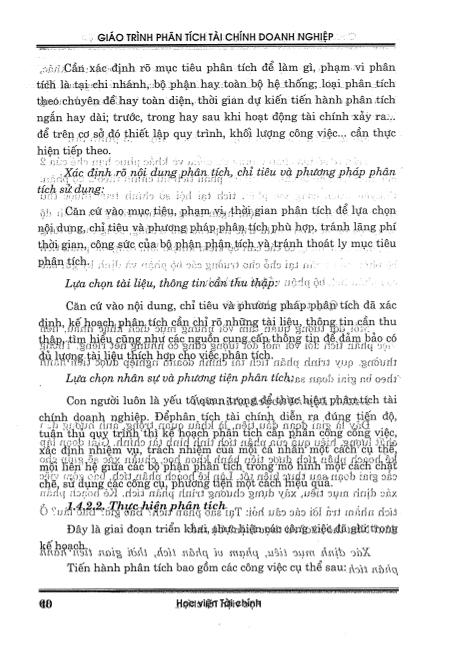 GIÁO TRÌNH PHÂN TÍCH TÀI CHÍNH DOANH NGHIỆP
Cần xác định rõ mục tiêu phân tích để làm gì, phạm vi phân
tích là tại chi nhánh, bộ phận hay toàn bộ hệ thống; loại phân tích
theo chuyên đề hay toàn diện, thời gian dự kiến tiến hành phân tích
ngắn hay dài; trước, trong hay sau khi hoạt động tài chính xảy ra...
để trên cơ sở đó thiết lập quy trình, khối lượng công việc... cần thực
hiện tiếp theo.
Xác định rõ nội dung phân tích, chỉ tiêu và phương pháp phân
tích sử dụng:
Căn cứ vào mục tiêu, phạm vi, thời gian phân tích để lựa chọn
nội dung, chỉ tiêu và phương pháp phân tích phù hợp, tránh lãng phí
thời gian, công sức của bộ phận phân tích và tránh thoát ly mục tiêu
phân tích.
Lựa chọn tài liệu, thông tin cần thu thập:
Căn cứ vào nội dung, chỉ tiêu và phương pháp phân tích đã xác
định, kế hoạch phân tích cần chỉ rõ những tài liệu, thông tin cần thu
thập, tìm hiểu cũng như các nguồn cung cấp thông tin để đảm bảo có
đủ lượng tài liệu thích hợp cho việc phân tích.
Lựa chọn nhân sự và phương tiện phân tích:
Con người luôn là yếu tố quan trọng để thực hiện phân tích tài
chính doanh nghiệp. Để phân tích tài chính diễn ra đúng tiến độ,
tuân thủ quy trình thì kế hoạch phân tích cần phân công công việc,
xác định nhiệm vụ, trách nhiệm của mỗi cá nhân một cách cụ thể,
mối liên hệ giữa các bộ phận phân tích trong mô hình một cách chặt
chẽ, sử dụng các công cụ, phương tiện một cách hiệu quả.
1.4.2.2. Thực hiện phân tích
Đây là giai đoạn triển khai, thực hiện các công việc đã ghi trong
kế hoạch.
Tiến hành phân tích bao gồm các công việc cụ thể sau:
60
Học viện Tài chính